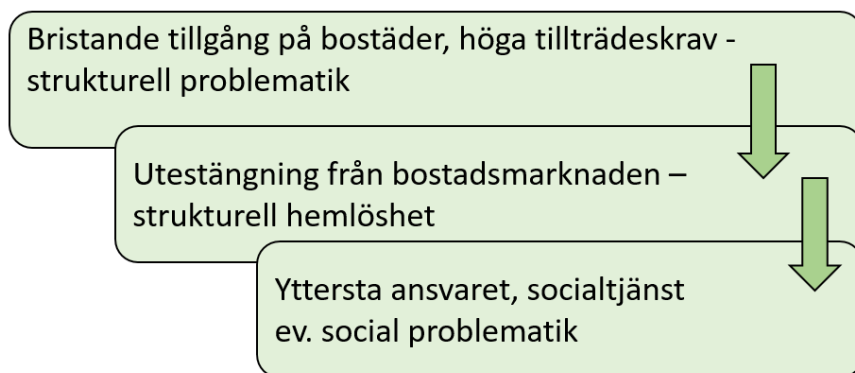 Bristande tillgång på bostäder, höga tillträdeskrav -
strukturell problematik
Utestängning från bostadsmarknaden –
strukturell hemlöshet
Yttersta ansvaret, socialtjänst
ev. social problematik